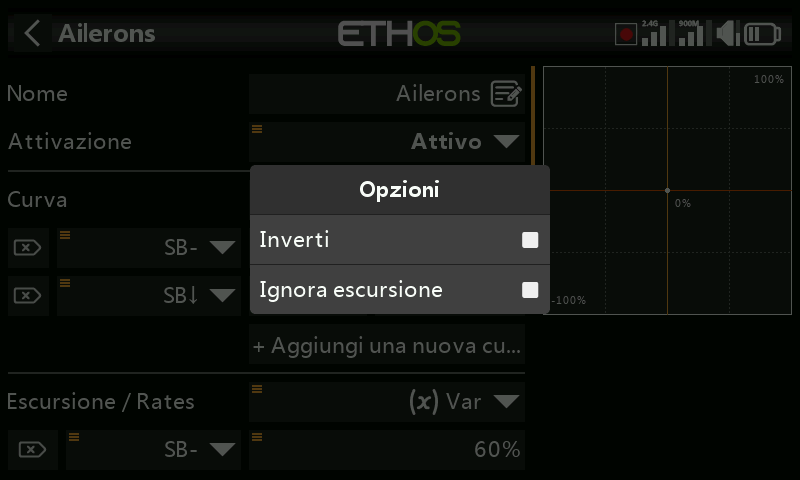 Ailerons
ETHOS
2.4G
900M
Nome
Ailerons
Attivazione
Attivo
100%
Opzioni
Curva
0%
Inverti
SB-
Ignora escursione
SB↓
-100%
+ Aggiungi una nuova cu...
Escursione / Rates
(x) Var
SB-
60%